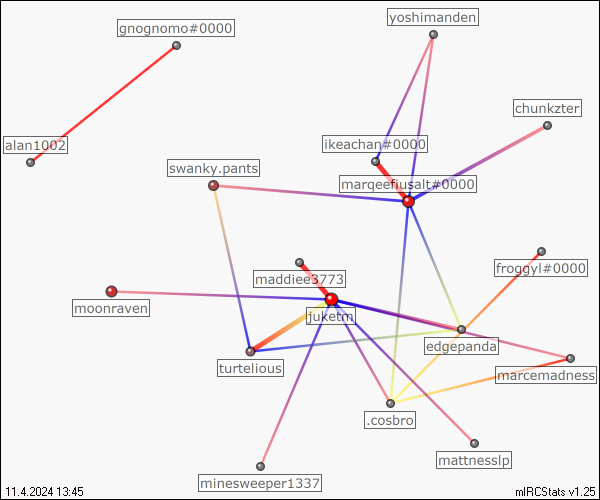 yoshimanden
gnognomo#0000
chunkzter
alan1002
ikeachan#0000
swanky.pants
marqeefiusalt#0000
froggyl#0000
maddiee3773
moonraven
juketm
edgepanda
turtelious
marcemadness
.cosbro
mattnesslp
minesweeper1337
11.4.2024 13:45
mIRCStats v1.25